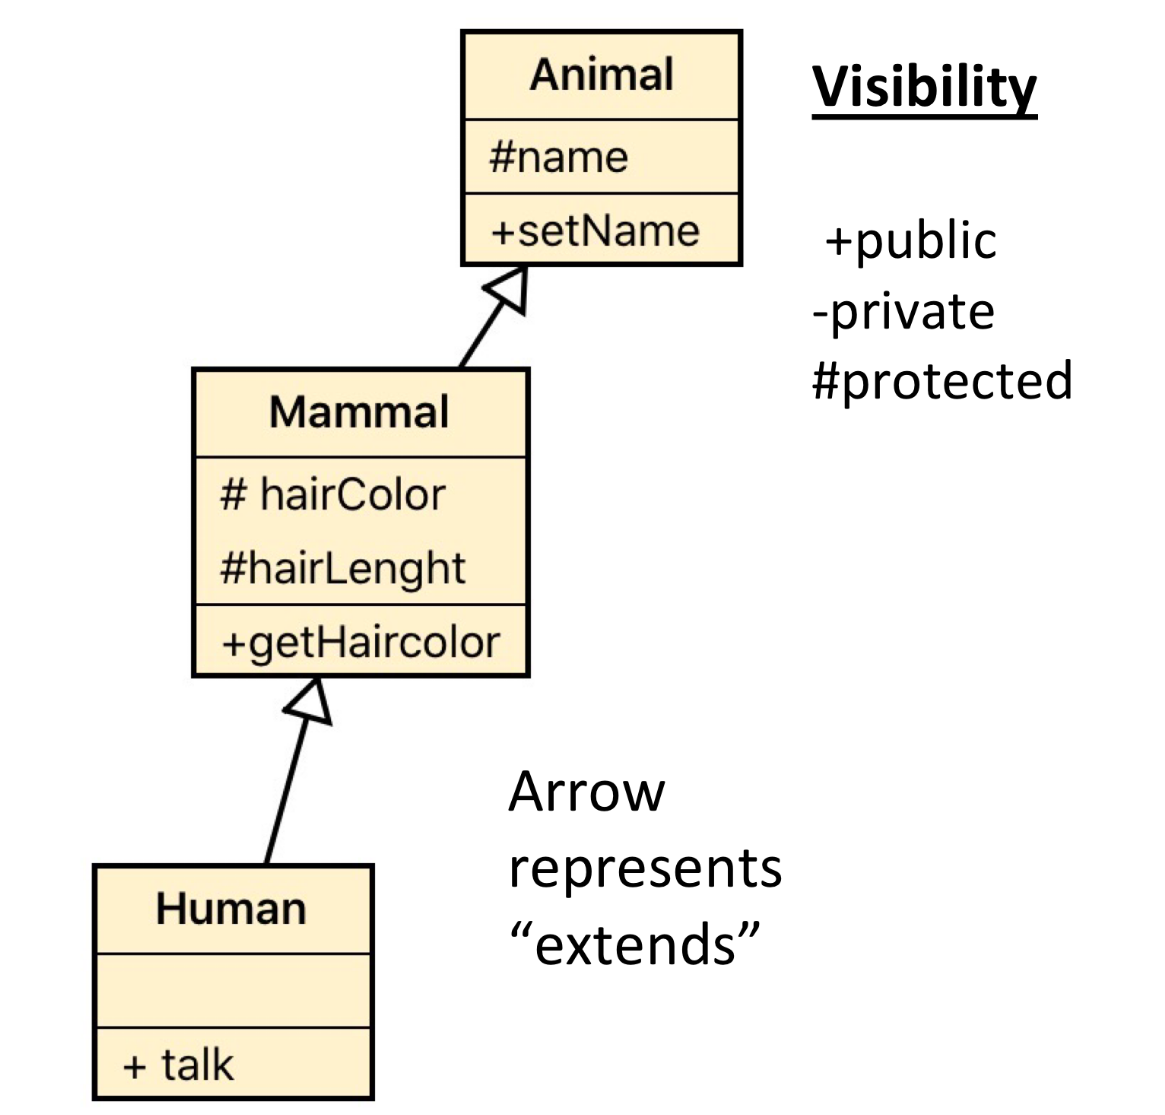 Animal
#name
+setName
Visibility
+public
-private
#protected
Mammal
# hairColor
#hairLenght
+getHaircolor
Arrow
represents
“extends”
Human
+ talk